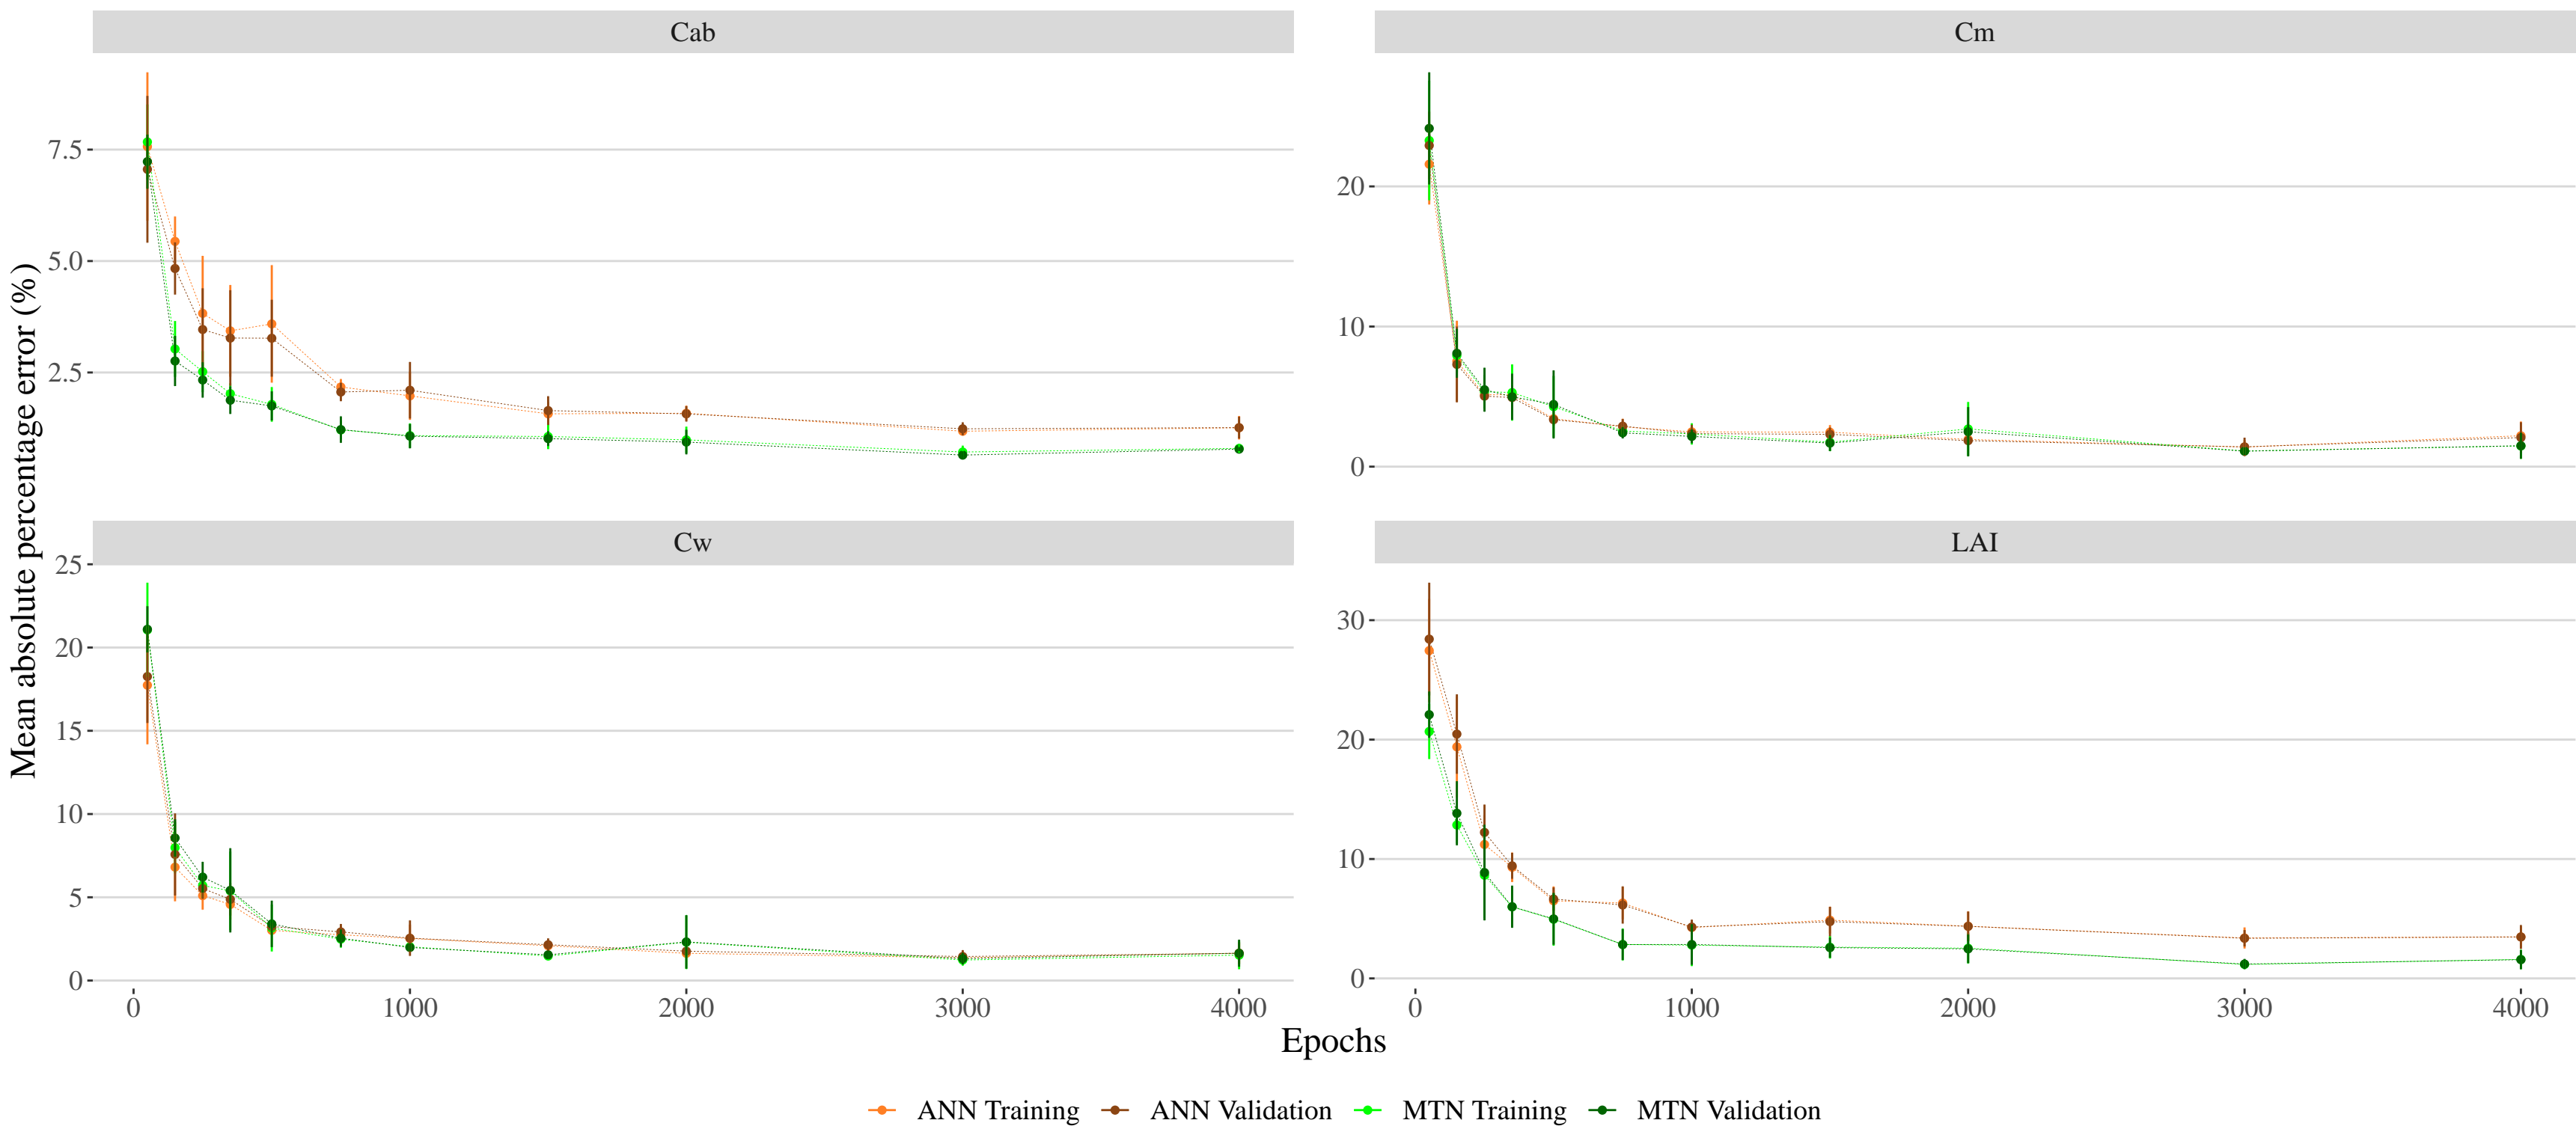 Cab
Cm
Mean absolute percentage error (%)
7.5
5.0
2.5
20
10
0
Cw
LAI
25
20
15
10
5
0
30
20
10
0
0 1000 2000 3000 4000
0 1000 2000 3000 4000
Epochs
ANN Training ANN Validation MTN Training MTN Validation